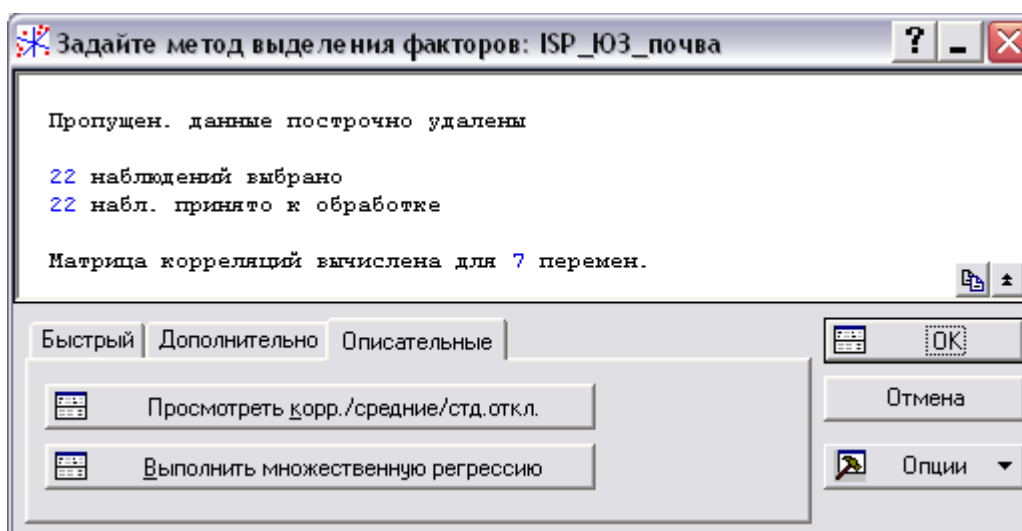 Задайте метод выделения факторов: ISP_ЮЗ_почва
Пропущен. данные построчно удалены
22 наблюдений выбрано
22 набл. принято к обработке
Матрица корреляций вычислена для 7 перемен.
Быстрый Дополнительно Описательные
OK
Просмотреть корр./средние/стд.откл.
Отмена
Выполнить множественную регрессию
Опции